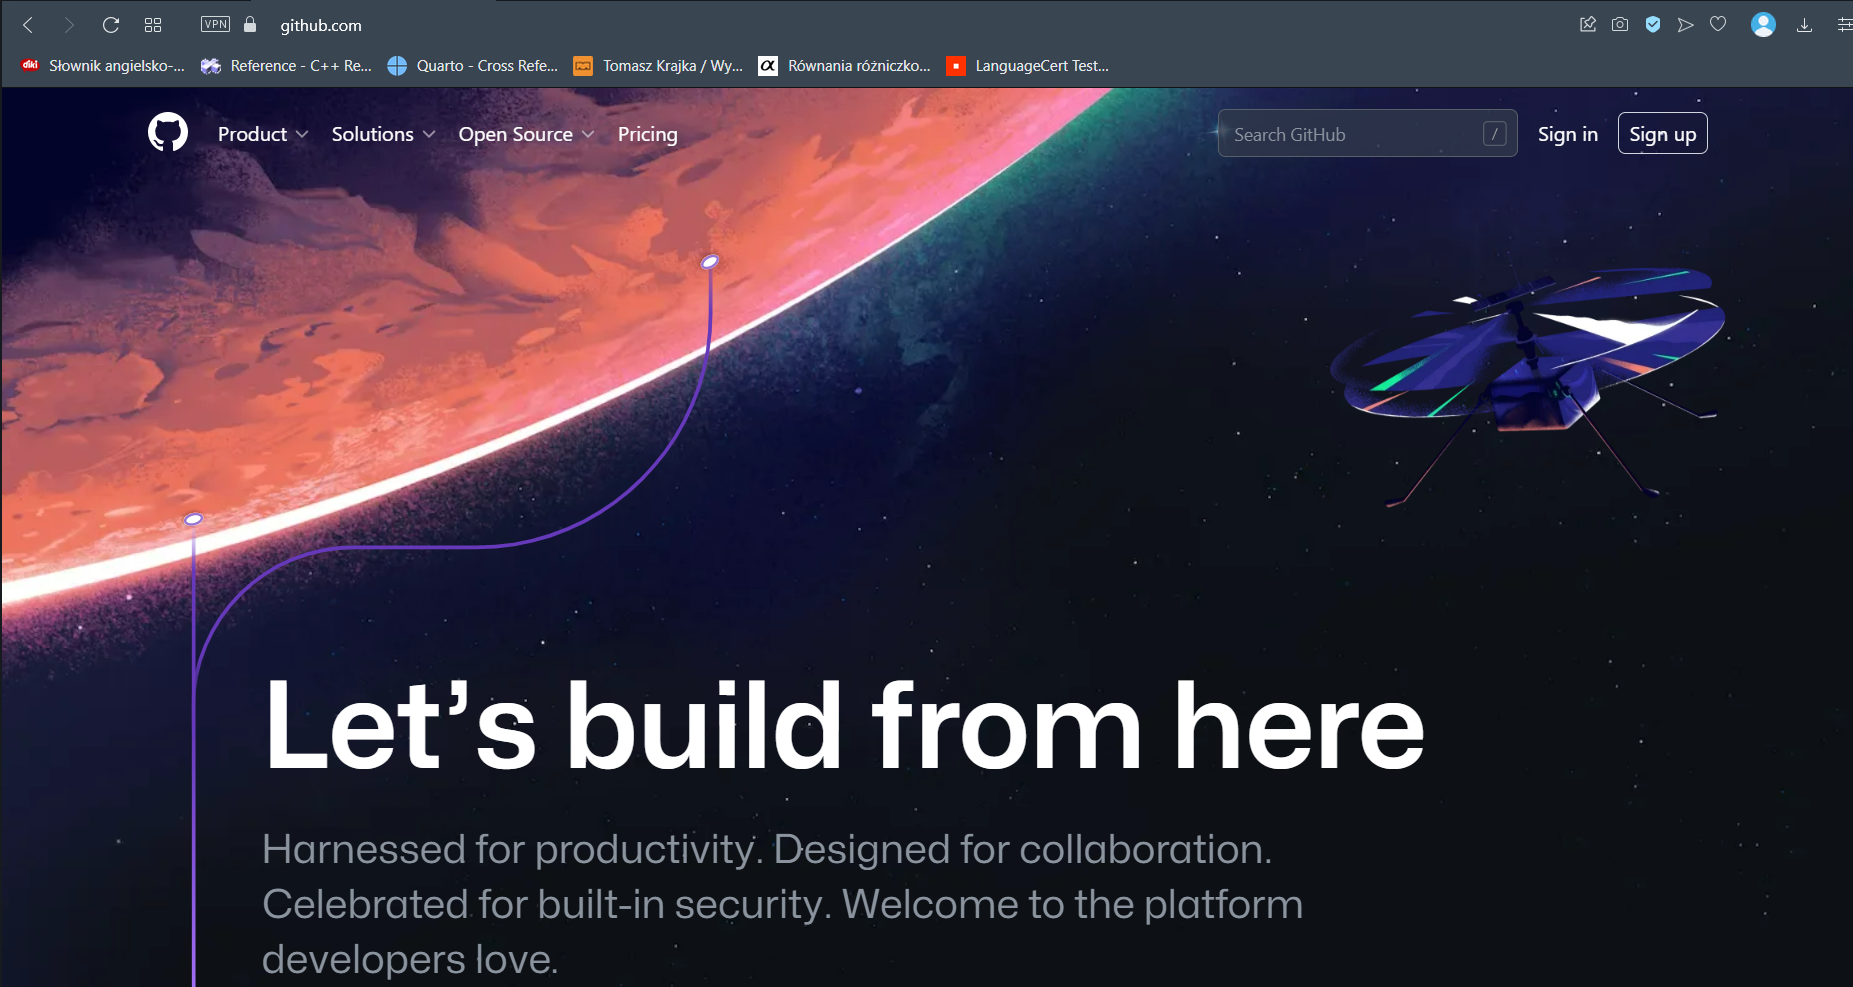 VPN github.com
diki Słownik angielsko-... Reference - C++ Re... Quarto - Cross Refe... Tomasz Krajka / Wy... α Równania różniczko... LanguageCert Test...
Product Solutions Open Source Pricing Search GitHub / Sign in Sign up
Let’s build from here
Harnessed for productivity. Designed for collaboration.
Celebrated for built-in security. Welcome to the platform
developers love.